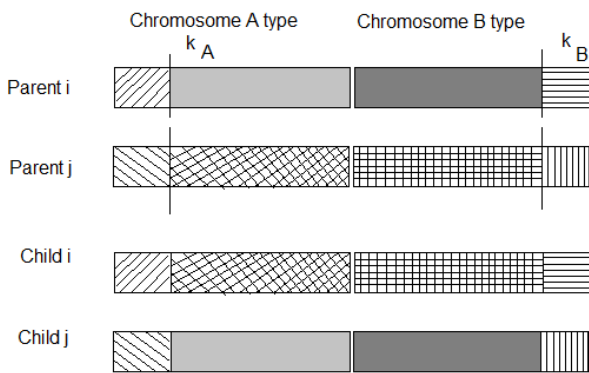 Chromosome A type
Chromosome B type
k A
k B
Parent i
Parent j
Child i
Child j